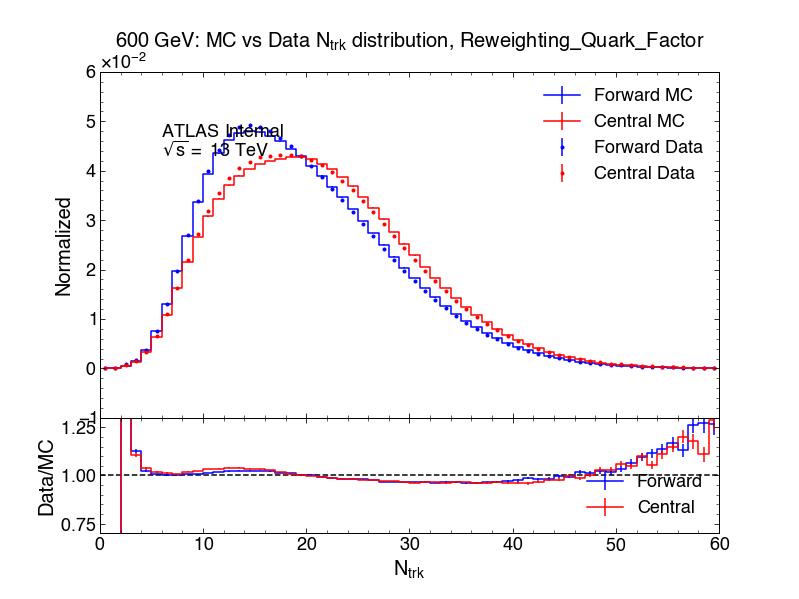 600 GeV: MC vs Data N_trk distribution, Reweighting_Quark_Factor
×10⁻²
6
5
4
3
2
1
0
−1
Normalized
ATLAS Internal
√s = 13 TeV
Forward MC
Central MC
Forward Data
Central Data
1.25
1.00
0.75
Data/MC
Forward
Central
0 10 20 30 40 50 60
N_trk